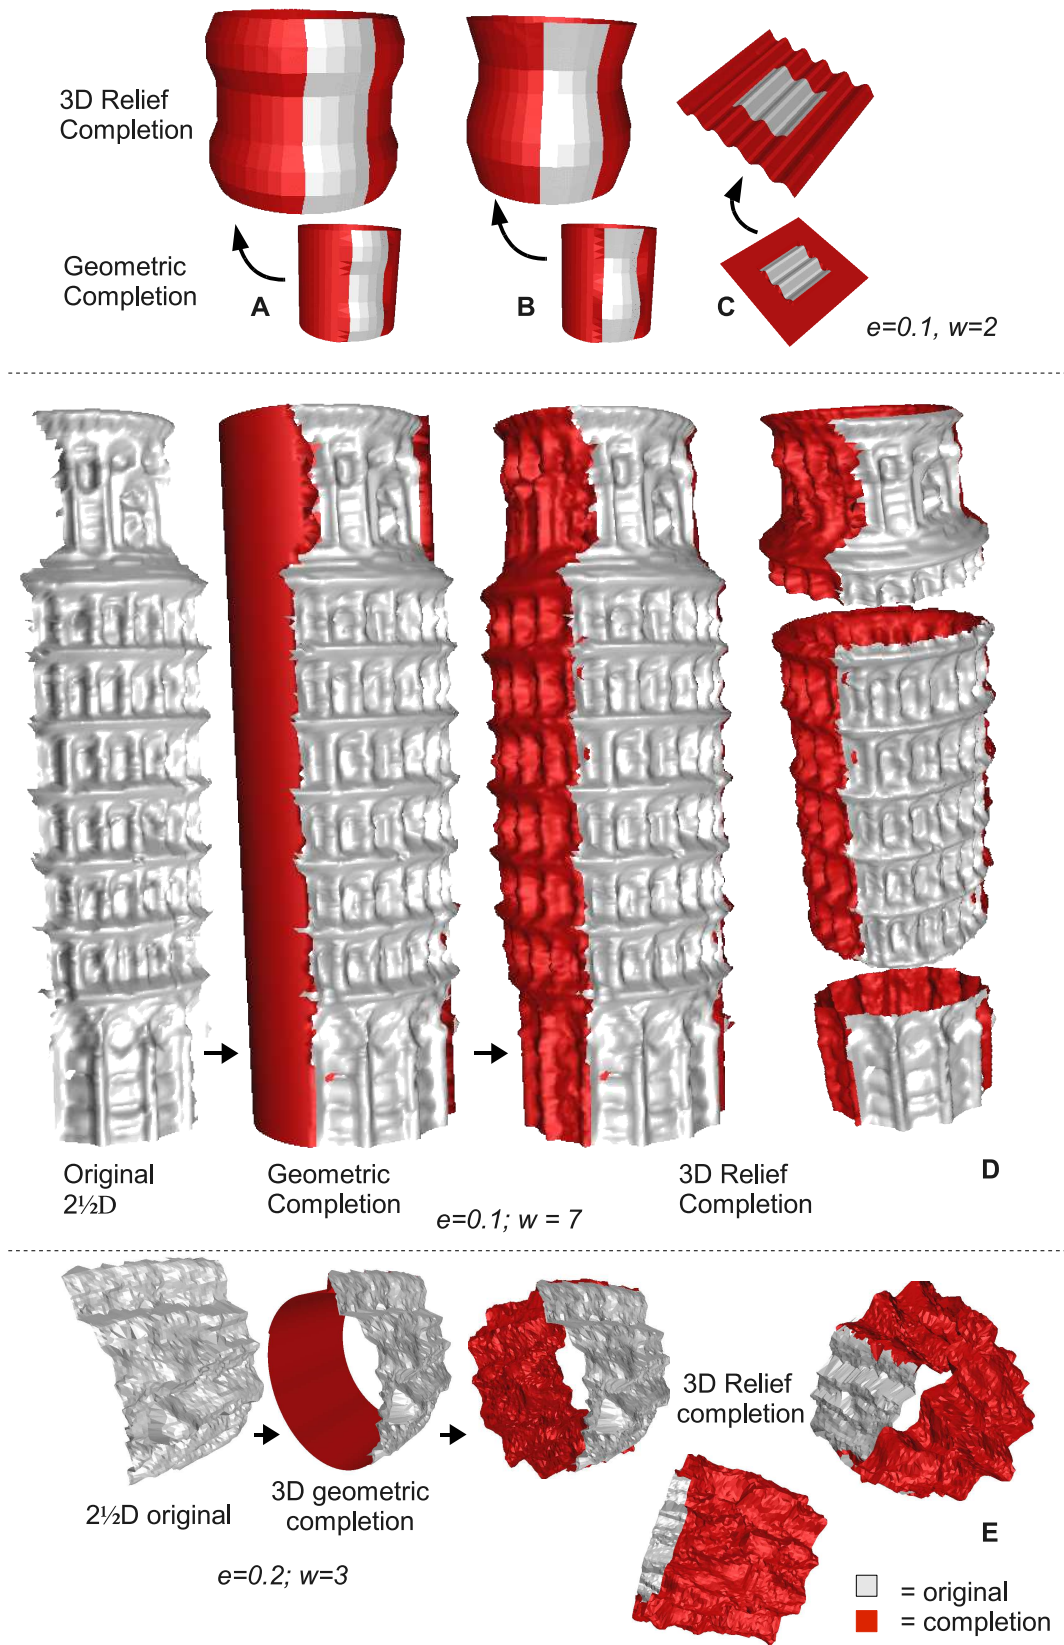 3D Relief
Completion
Geometric
Completion
A
B
C
e=0.1, w=2
Original
2½D
Geometric
Completion
3D Relief
Completion
D
e=0.1; w = 7
2½D original
3D geometric
completion
3D Relief
completion
E
e=0.2; w=3
= original
= completion